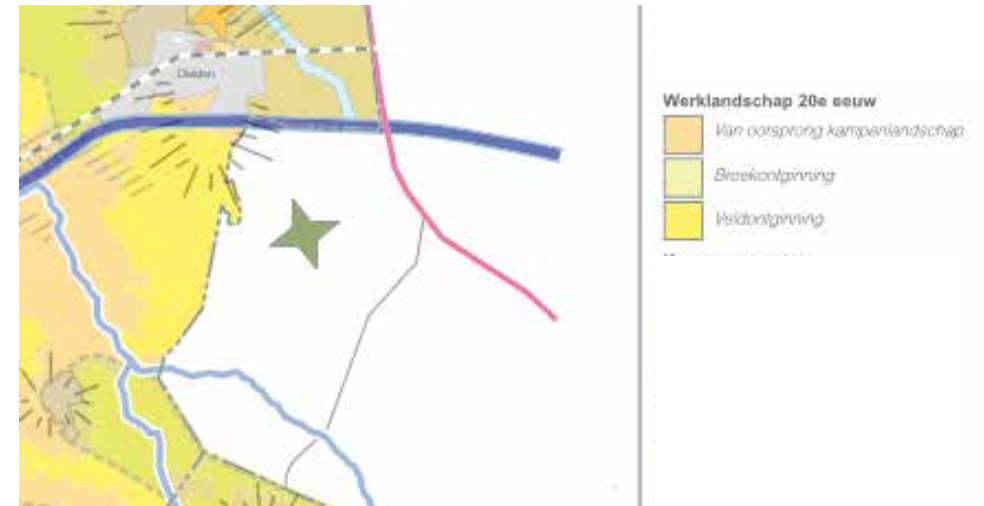 Delden
Werklandschap 20e eeuw
Van oorsprong kampenlandschap
Broekontginning
Veldontginning